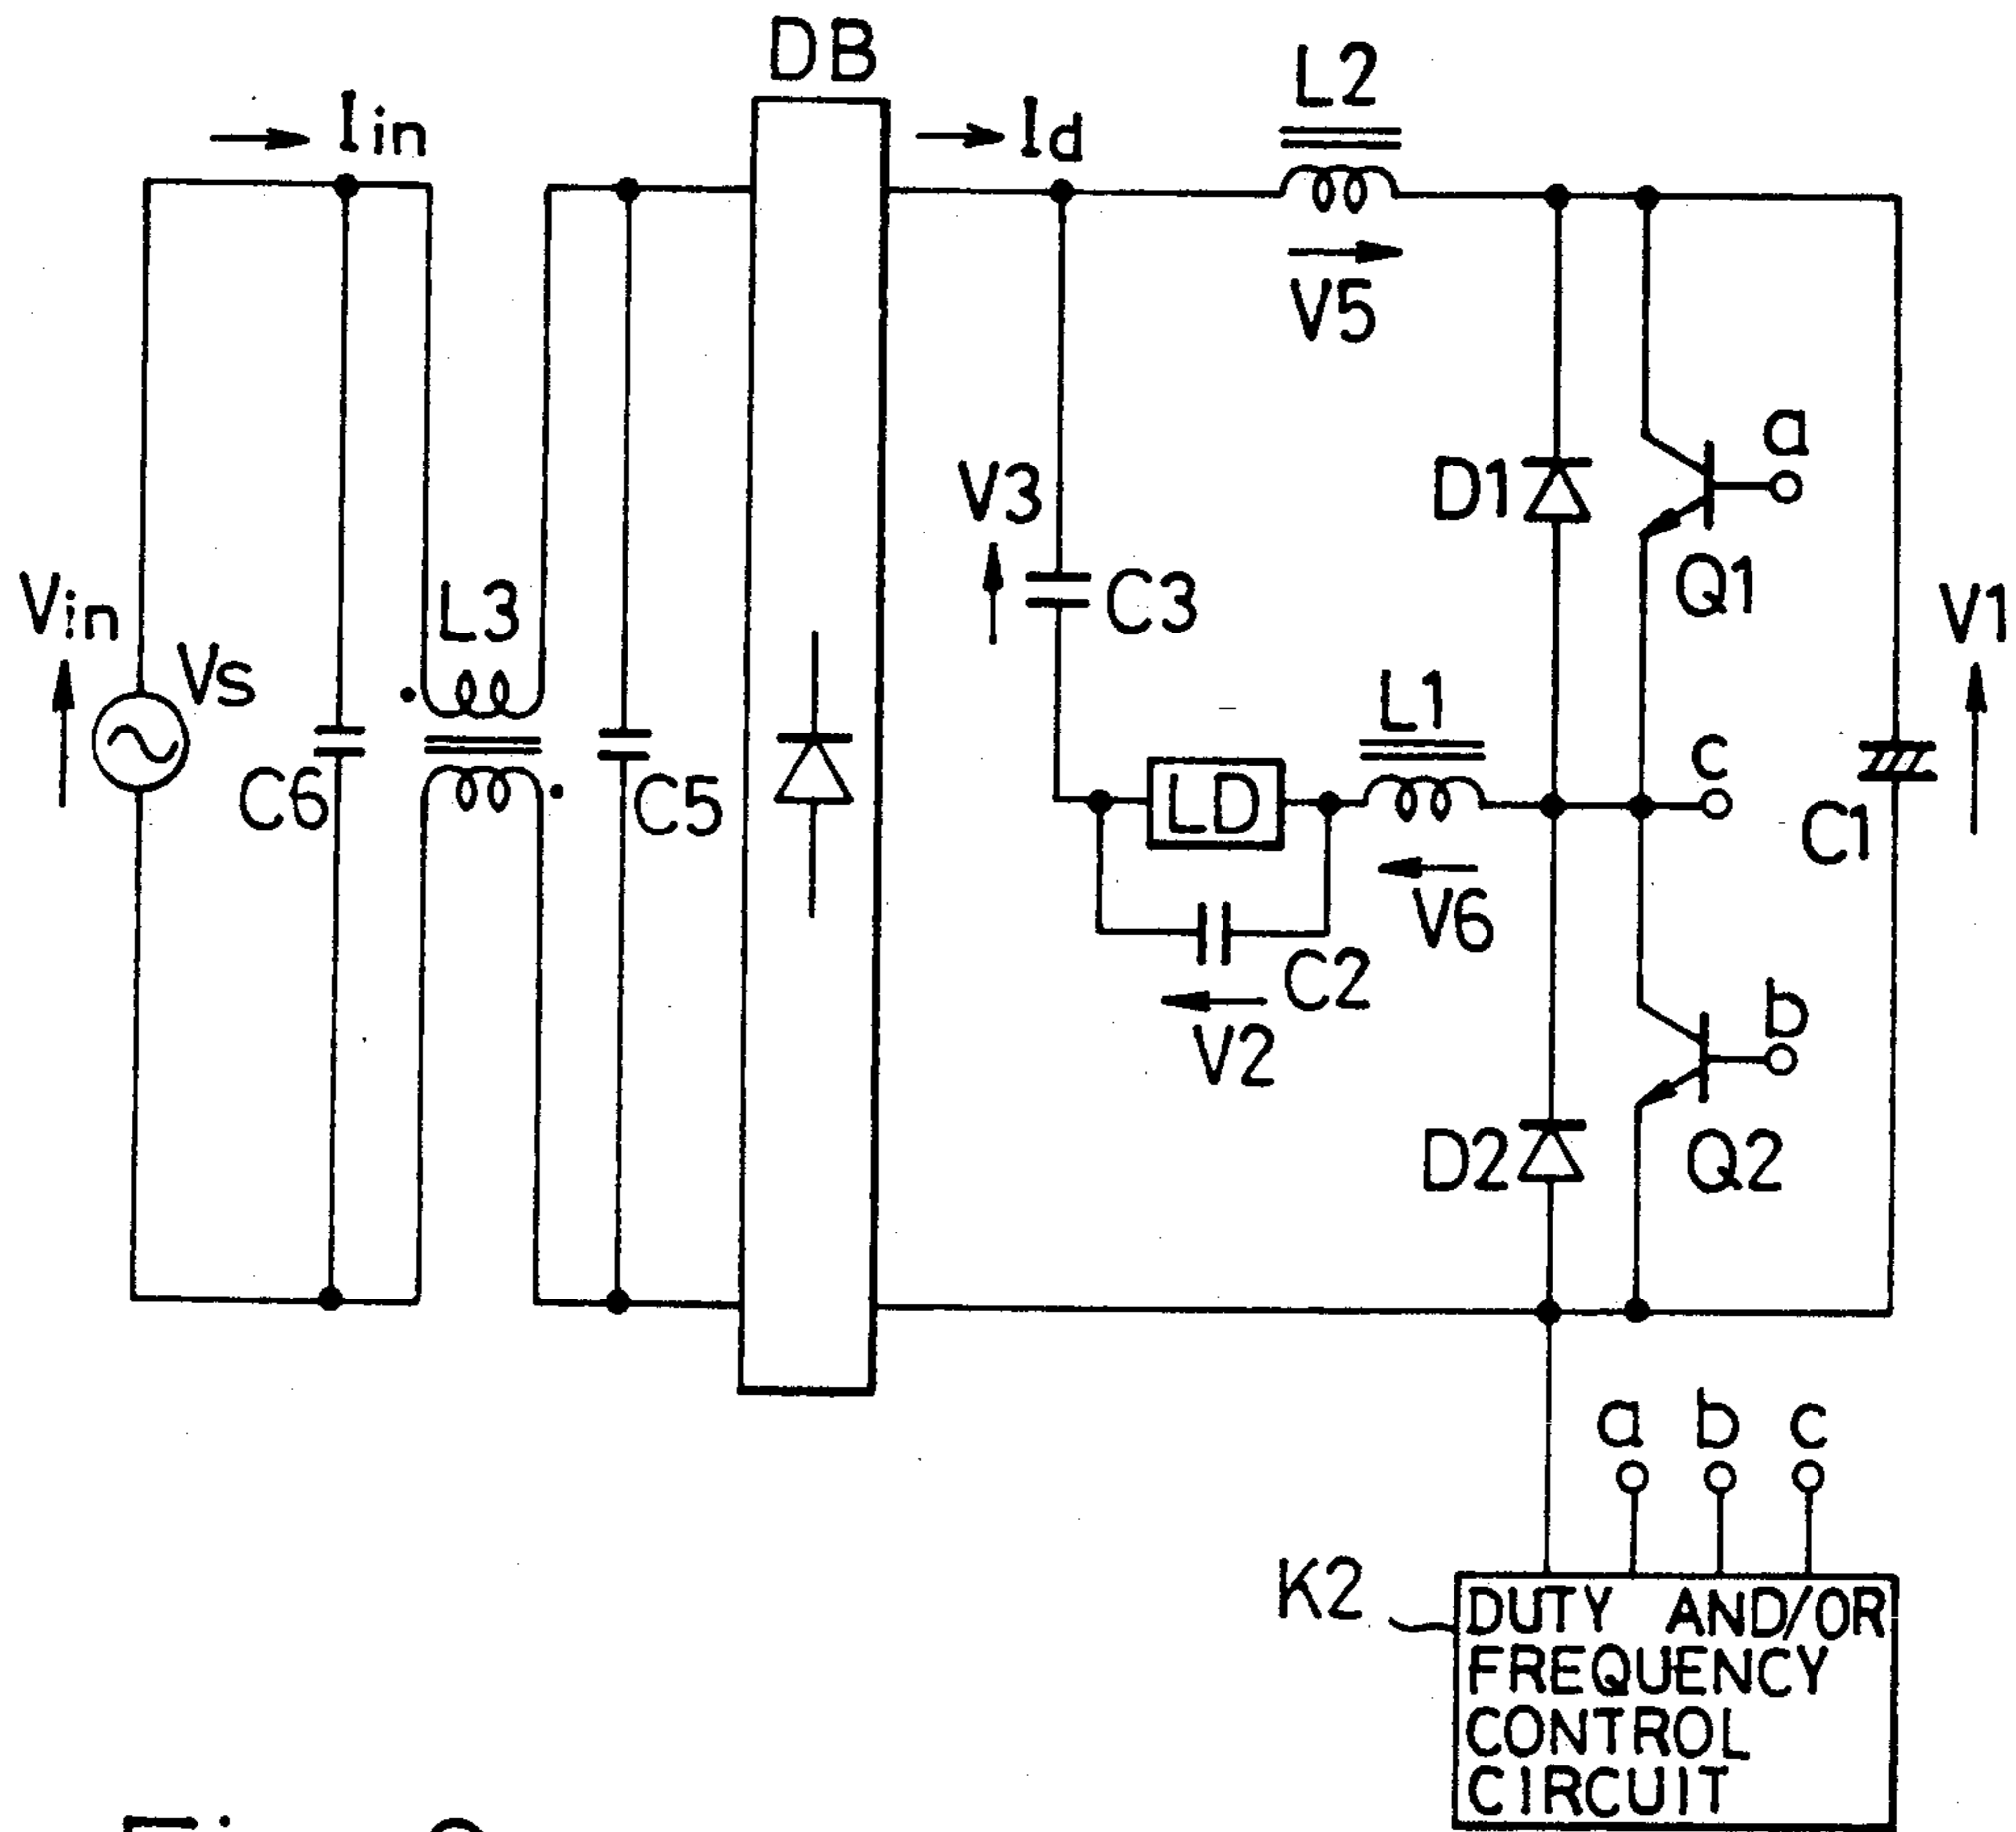 DB
L2
Iin
Id
V5
a
D1
V3
Q1
C3
V1
Vin
L3
Vs
L1
c
C6
C5
LD
C1
V6
C2
b
V2
D2
Q2
a b c
K2
DUTY AND/OR
FREQUENCY
CONTROL
CIRCUIT